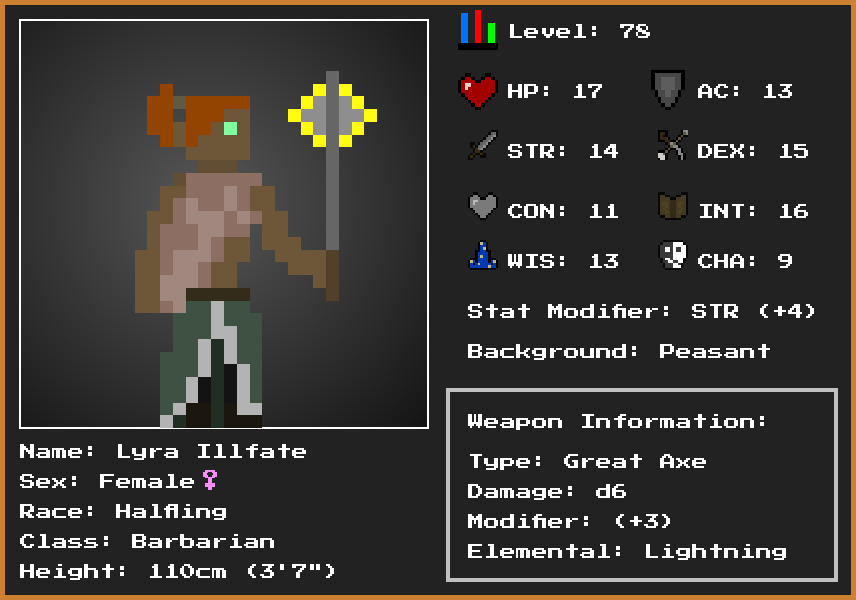 Level: 78
HP: 17 AC: 13
STR: 14 DEX: 15
CON: 11 INT: 16
WIS: 13 CHA: 9
Stat Modifier: STR (+4)
Background: Peasant
Weapon Information:
Type: Great Axe
Damage: d6
Modifier: (+3)
Elemental: Lightning
Name: Lyra Illfate
Sex: Female♀
Race: Halfling
Class: Barbarian
Height: 110cm (3'7")